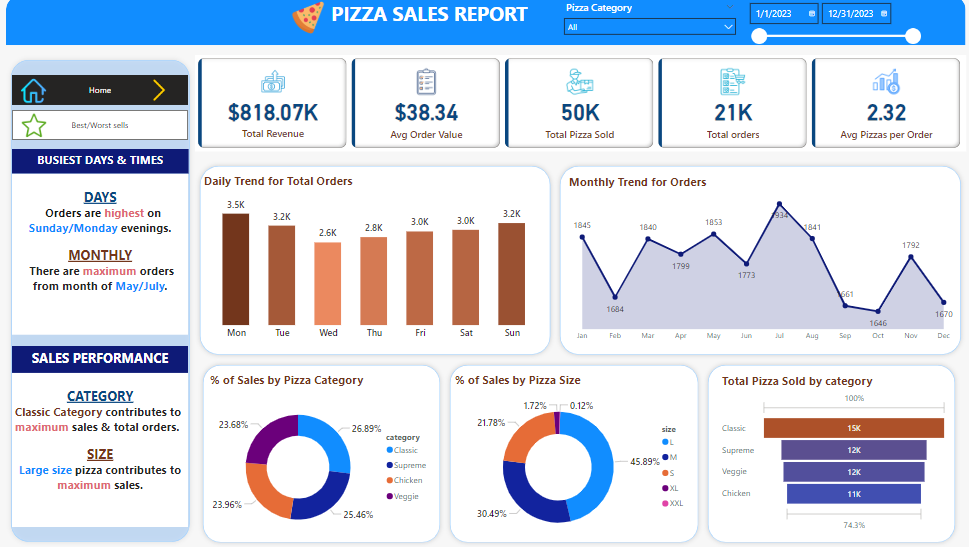 PIZZA SALES REPORT
Pizza Category
All
1/1/2023
12/31/2023
Home
Best/Worst sells
BUSIEST DAYS & TIMES
DAYS
Orders are highest on
Sunday/Monday evenings.
MONTHLY
There are maximum orders
from month of May/July.
SALES PERFORMANCE
CATEGORY
Classic Category contributes to
maximum sales & total orders.
SIZE
Large size pizza contributes to
maximum sales.
$818.07K
Total Revenue
$38.34
Avg Order Value
50K
Total Pizza Sold
21K
Total orders
2.32
Avg Pizzas per Order
Daily Trend for Total Orders
3.5K
3.2K
2.6K
2.8K
3.0K
3.0K
3.2K
Mon
Tue
Wed
Thu
Fri
Sat
Sun
Monthly Trend for Orders
1845
1684
1840
1799
1853
1773
1934
1841
1661
1646
1792
1670
Jan
Feb
Mar
Apr
May
Jun
Jul
Aug
Sep
Oct
Nov
Dec
% of Sales by Pizza Category
23.68%
26.89%
23.96%
25.46%
category
Classic
Supreme
Chicken
Veggie
% of Sales by Pizza Size
1.72%
0.12%
21.78%
45.89%
30.49%
size
L
M
S
XL
XXL
Total Pizza Sold by category
100%
Classic
15K
Supreme
12K
Veggie
12K
Chicken
11K
74.3%